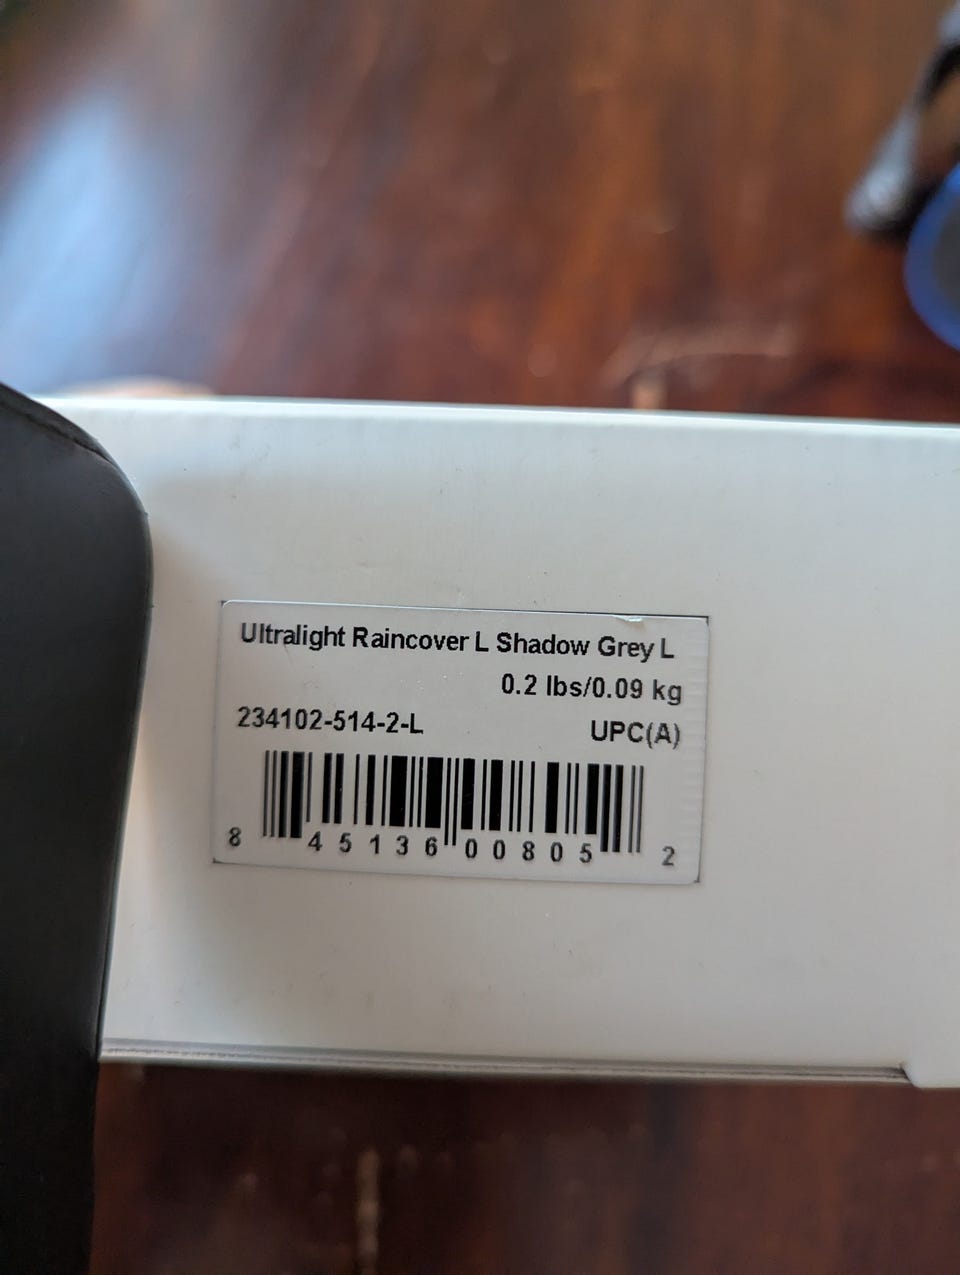 Ultralight Raincover L Shadow Grey L
0.2 lbs/0.09 kg
234102-514-2-L UPC(A)
8 45136 00805 2